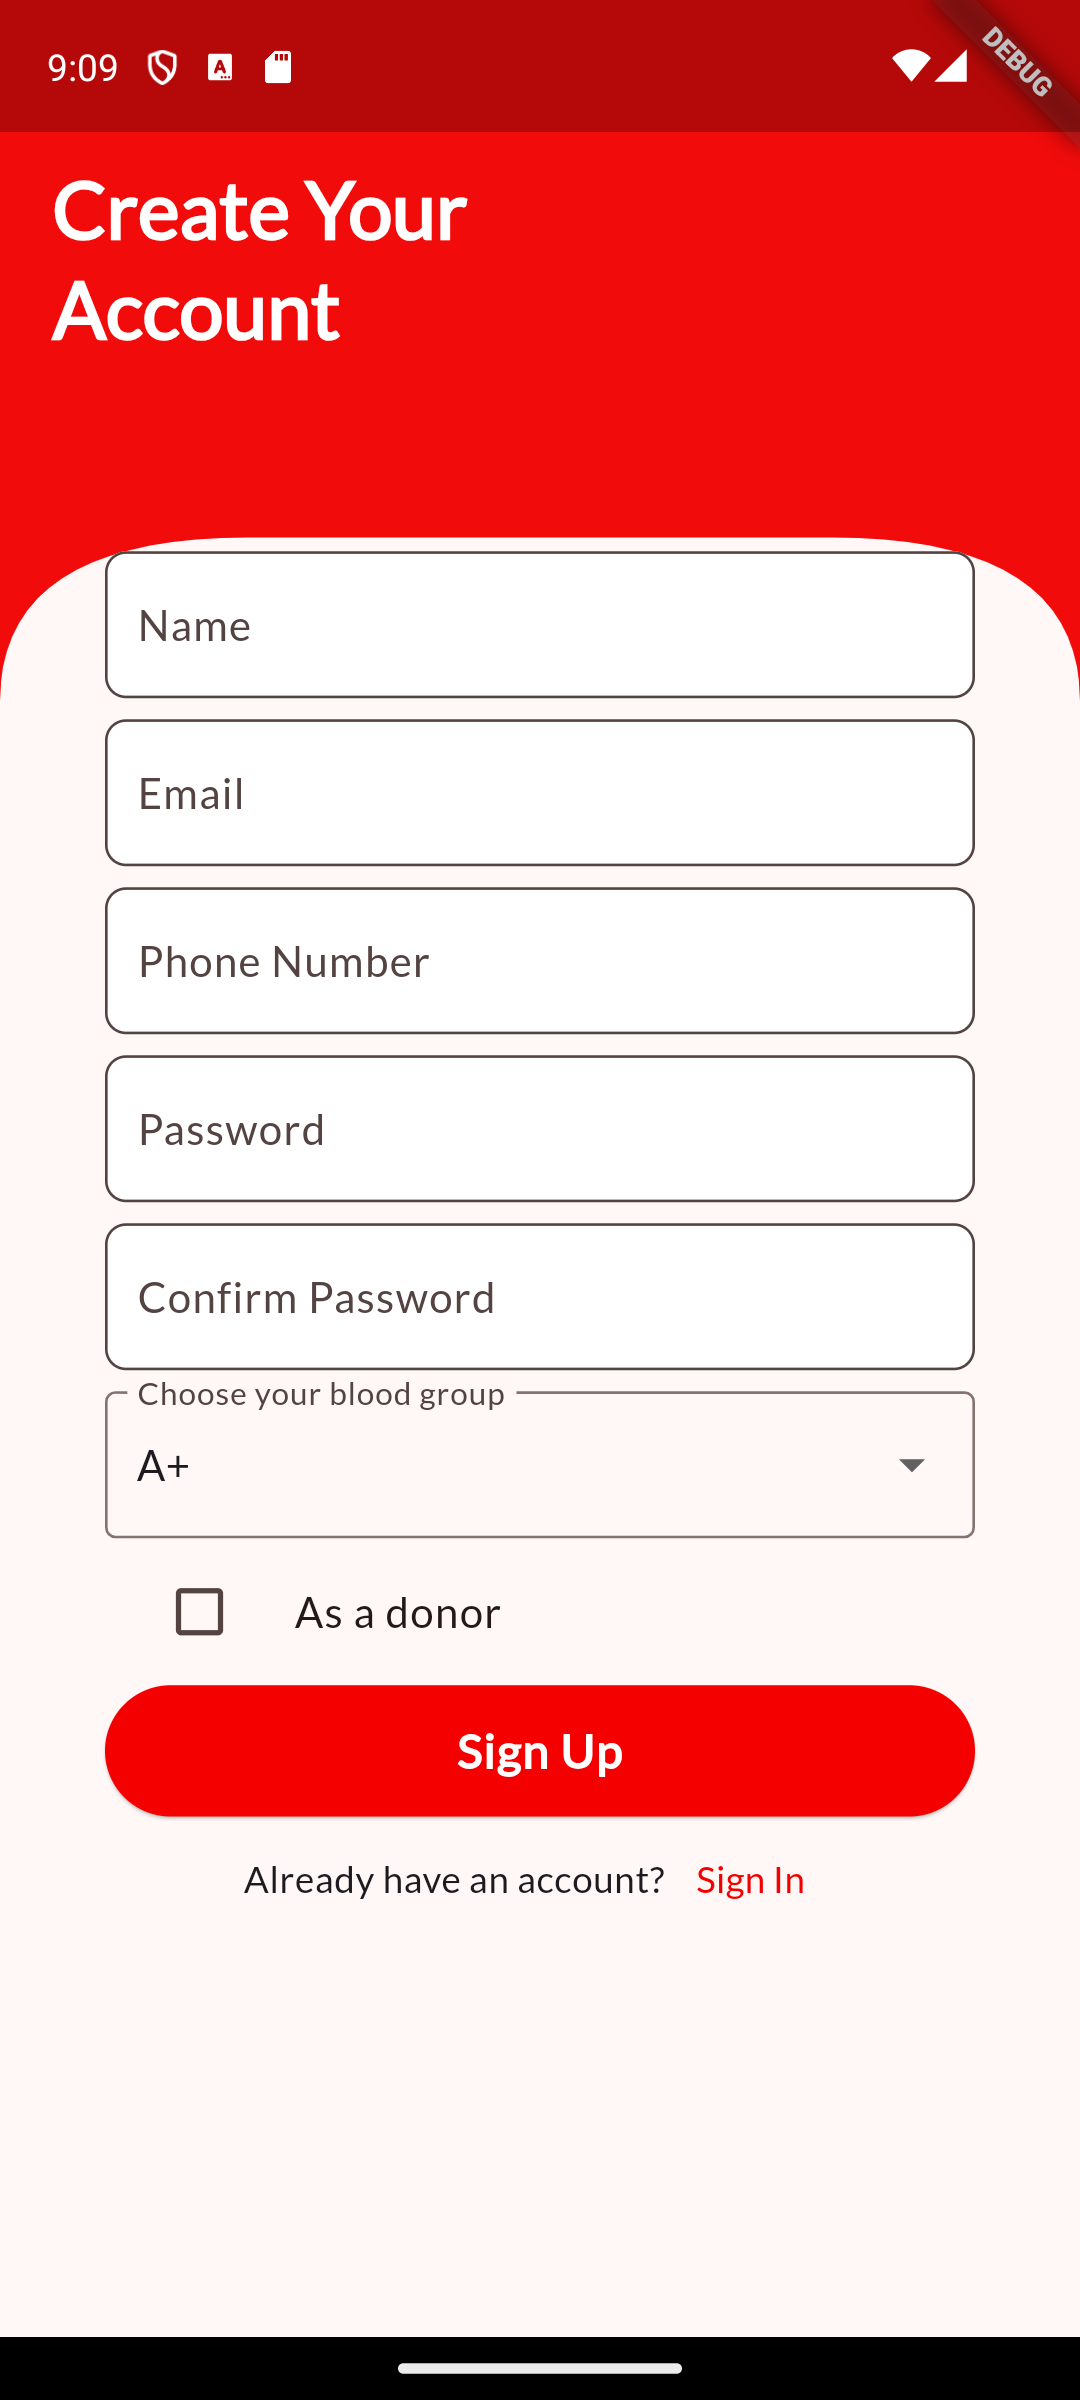 9:09
DEBUG
Create Your
Account
Name
Email
Phone Number
Password
Confirm Password
Choose your blood group
A+
As a donor
Sign Up
Already have an account? Sign In